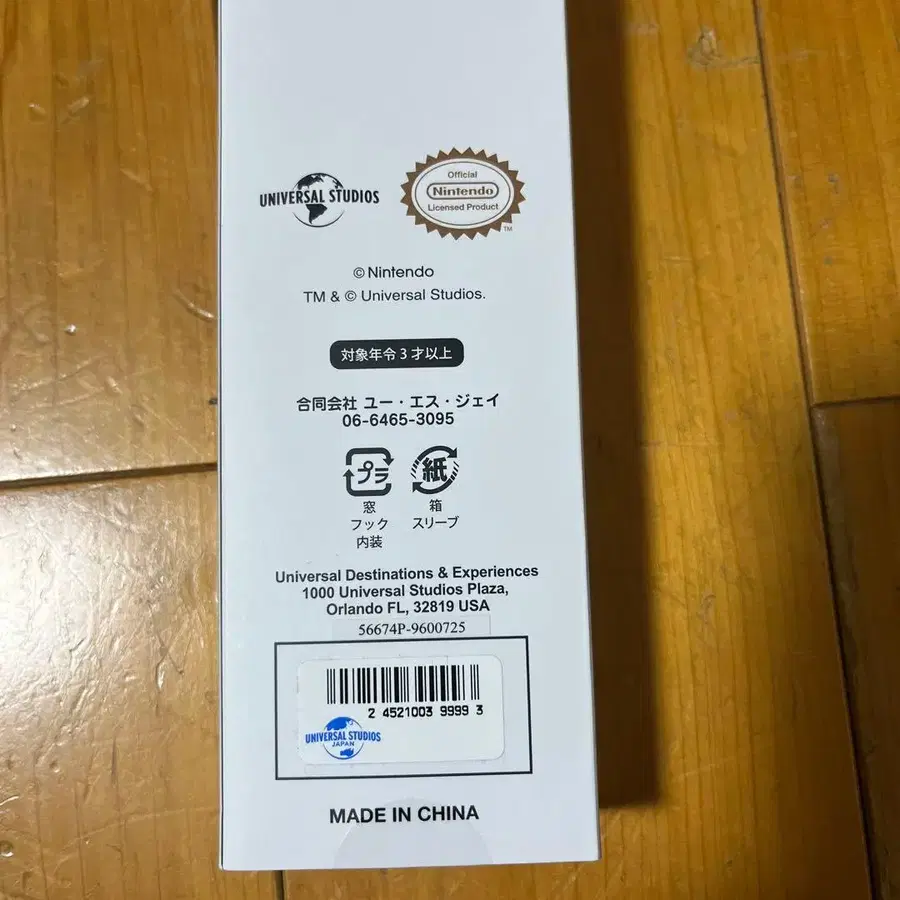 UNIVERSAL STUDIOS
Official
Nintendo
Licensed Product
TM
© Nintendo
TM & © Universal Studios.
対象年令3才以上
合同会社 ユー・エス・ジェイ
06-6465-3095
プラ
紙
窓
フック
内装
箱
スリーブ
Universal Destinations & Experiences
1000 Universal Studios Plaza,
Orlando FL, 32819 USA
56674P-9600725
2 4521003 9999 3
UNIVERSAL STUDIOS
JAPAN
MADE IN CHINA